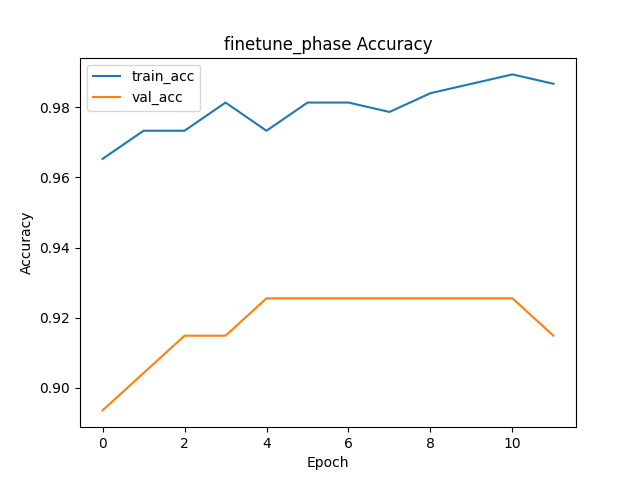 finetune_phase Accuracy
train_acc
val_acc
0.98
0.96
0.94
0.92
0.90
Accuracy
0 2 4 6 8 10
Epoch